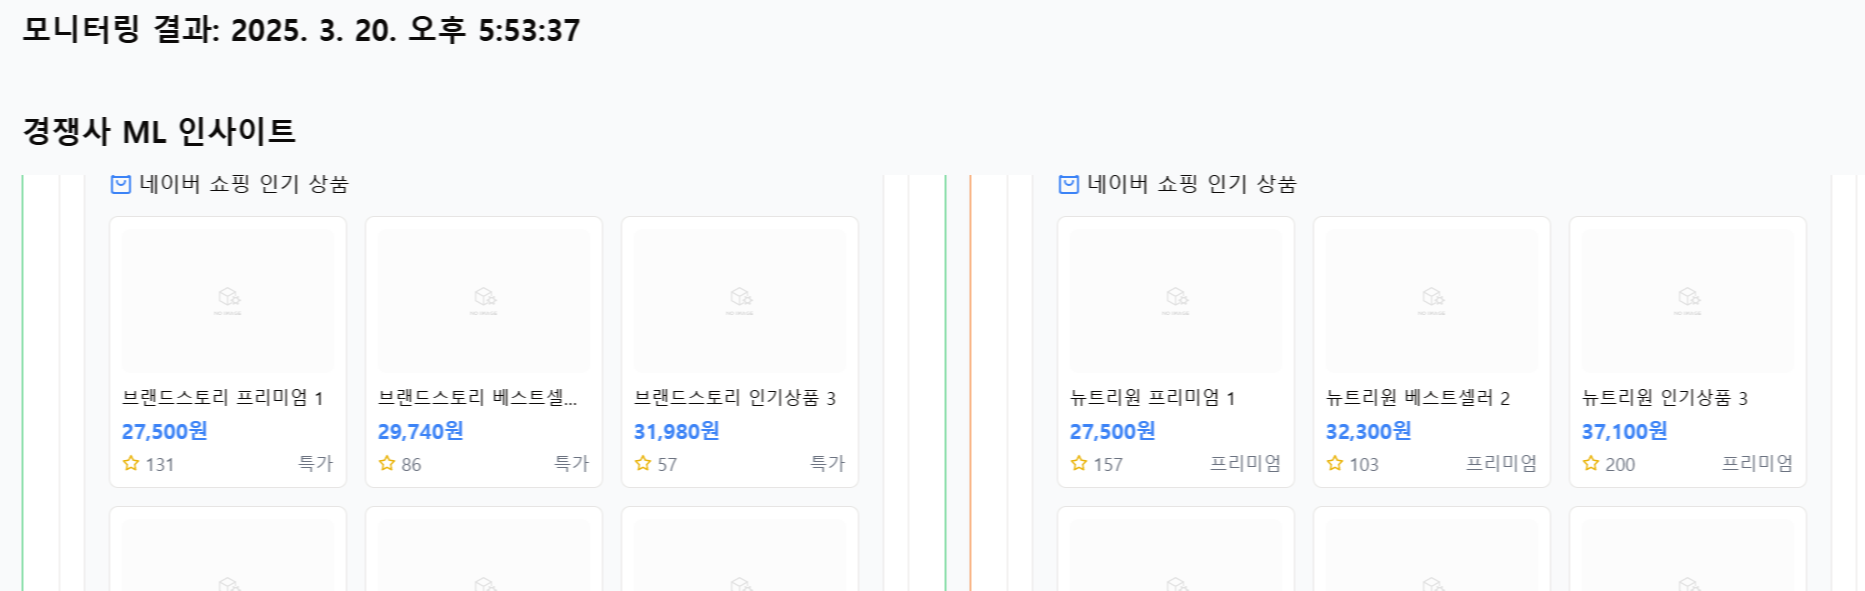 모니터링 결과: 2025. 3. 20. 오후 5:53:37
경쟁사 ML 인사이트
네이버 쇼핑 인기 상품
브랜드스토리 프리미엄 1
27,500원
131 특가
브랜드스토리 베스트셀...
29,740원
86 특가
브랜드스토리 인기상품 3
31,980원
57 특가
네이버 쇼핑 인기 상품
뉴트리원 프리미엄 1
27,500원
157 프리미엄
뉴트리원 베스트셀러 2
32,300원
103 프리미엄
뉴트리원 인기상품 3
37,100원
200 프리미엄